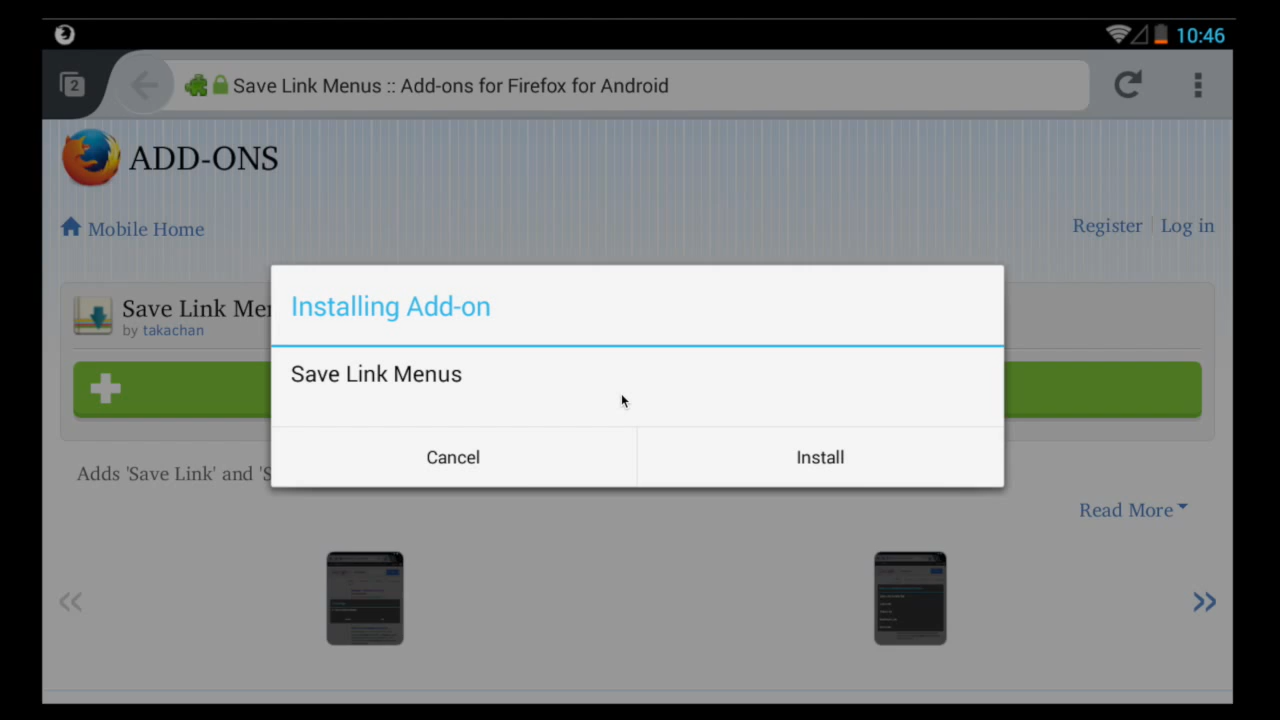 10:46
2
Save Link Menus :: Add-ons for Firefox for Android
ADD-ONS
Mobile Home
Register
Log in
Save Link Me
by takachan
Installing Add-on
Save Link Menus
Cancel
Install
Adds 'Save Link' and 'S
Read More